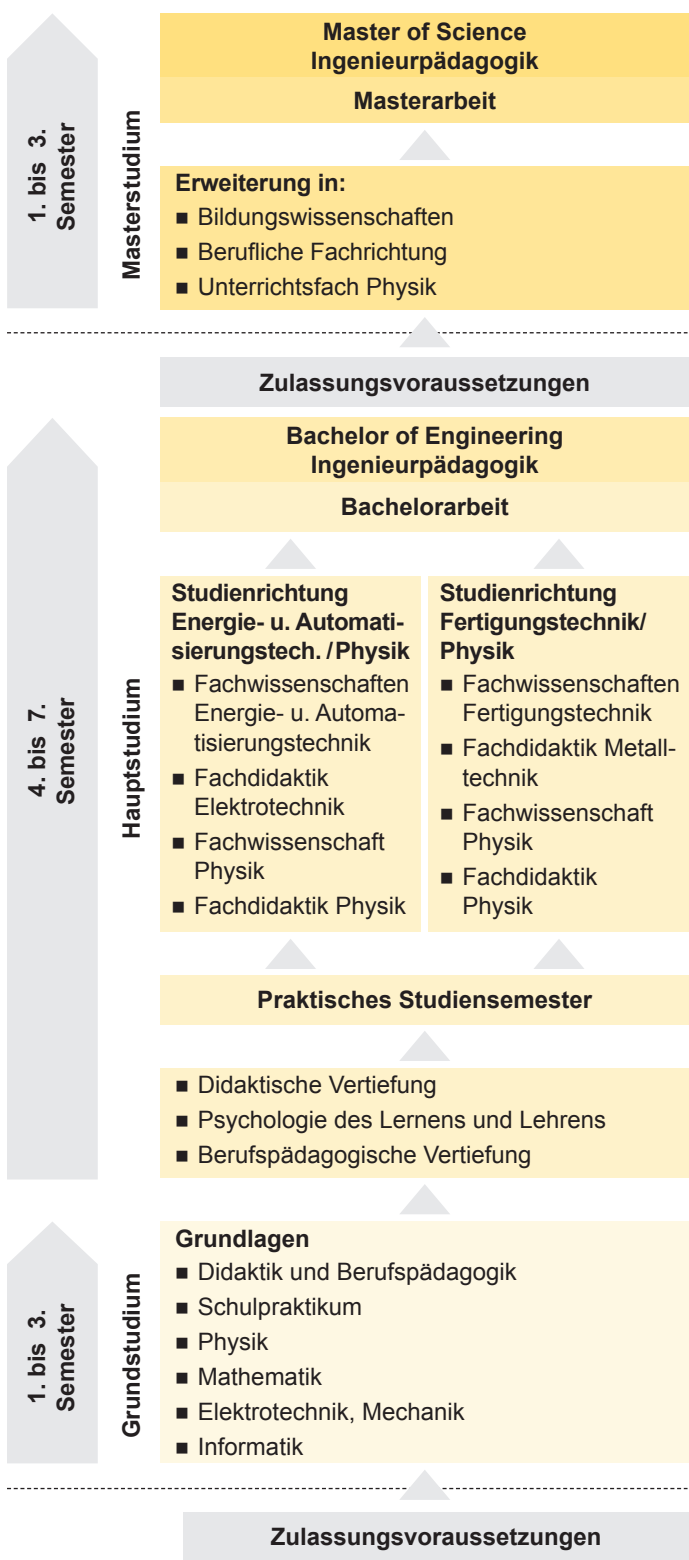 Master of Science
Ingenieurpädagogik
Masterarbeit
1. bis 3.
Semester
Masterstudium
Erweiterung in:
■ Bildungswissenschaften
■ Berufliche Fachrichtung
■ Unterrichtsfach Physik
Zulassungsvoraussetzungen
Bachelor of Engineering
Ingenieurpädagogik
Bachelorarbeit
4. bis 7.
Semester
Hauptstudium
Studienrichtung
Energie- u. Automati-
sierungstech. / Physik
■ Fachwissenschaften
Energie- u. Automa-
tisierungstechnik
■ Fachdidaktik
Elektrotechnik
■ Fachwissenschaft
Physik
■ Fachdidaktik Physik
Studienrichtung
Fertigungstechnik/
Physik
■ Fachwissenschaften
Fertigungstechnik
■ Fachdidaktik Metall-
technik
■ Fachwissenschaft
Physik
■ Fachdidaktik
Physik
Praktisches Studiensemester
■ Didaktische Vertiefung
■ Psychologie des Lernens und Lehrens
■ Berufspädagogische Vertiefung
1. bis 3.
Semester
Grundstudium
Grundlagen
■ Didaktik und Berufspädagogik
■ Schulpraktikum
■ Physik
■ Mathematik
■ Elektrotechnik, Mechanik
■ Informatik
Zulassungsvoraussetzungen